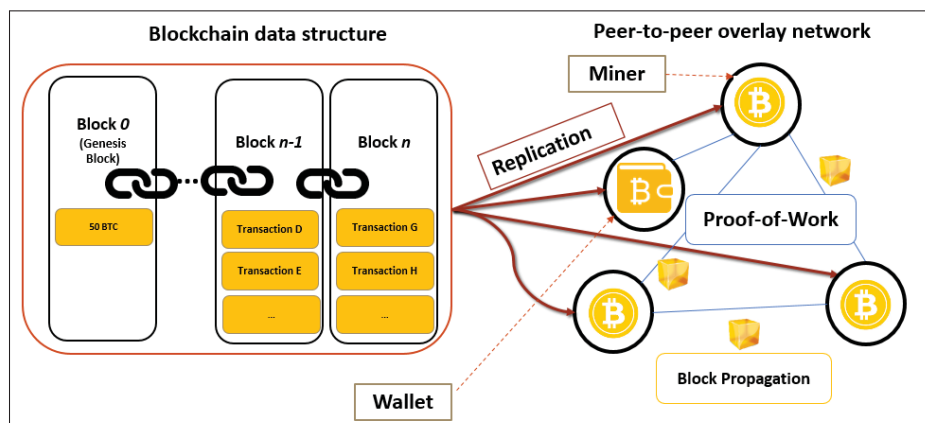 Blockchain data structure
Peer-to-peer overlay network
Block 0
(Genesis
Block)
50 BTC
...
Block n-1
Transaction D
Transaction E
...
Block n
Transaction G
Transaction H
...
Replication
Miner
Wallet
Proof-of-Work
Block Propagation